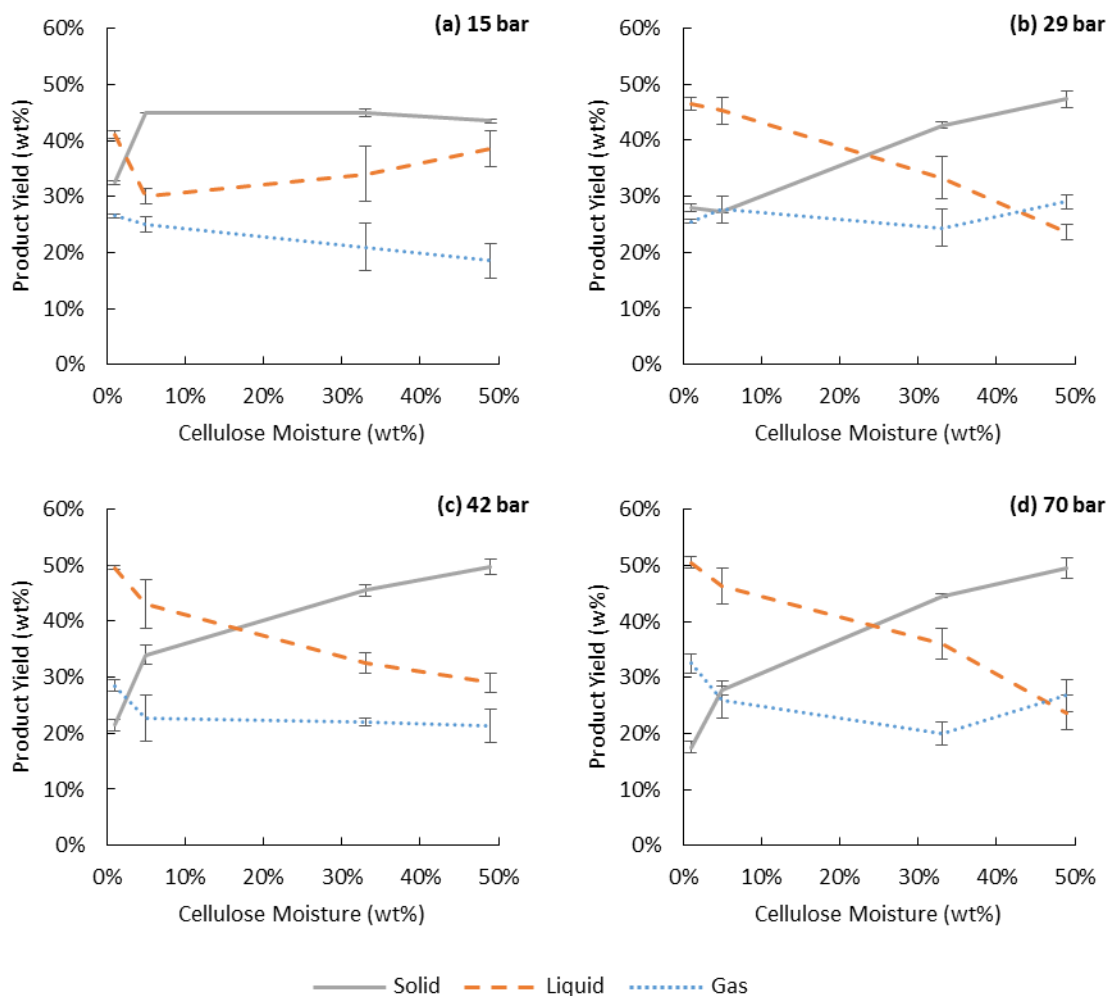 (a) 15 bar
Product Yield (wt%)
60%
50%
40%
30%
20%
10%
0%
0% 10% 20% 30% 40% 50%
Cellulose Moisture (wt%)
(b) 29 bar
Product Yield (wt%)
60%
50%
40%
30%
20%
10%
0%
0% 10% 20% 30% 40% 50%
Cellulose Moisture (wt%)
(c) 42 bar
Product Yield (wt%)
60%
50%
40%
30%
20%
10%
0%
0% 10% 20% 30% 40% 50%
Cellulose Moisture (wt%)
(d) 70 bar
Product Yield (w%)
60%
50%
40%
30%
20%
10%
0%
0% 10% 20% 30% 40% 50%
Cellulose Moisture (wt%)
Solid Liquid Gas